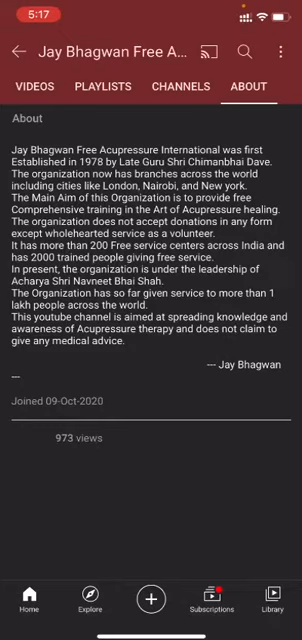 5:17
Jay Bhagwan Free A...
VIDEOS PLAYLISTS CHANNELS ABOUT
About
Jay Bhagwan Free Acupressure International was first
Established in 1978 by Late Guru Shri Chimanbhai Dave.
The organization now has branches across the world
including cities like London, Nairobi, and New york.
The Main Aim of this Organization is to provide free
Comprehensive training in the Art of Acupressure healing.
The organization does not accept donations in any form
except wholehearted service as a volunteer.
It has more than 200 Free service centers across India and
has 2000 trained people giving free service.
In present, the organization is under the leadership of
Acharya Shri Navneet Bhai Shah.
The Organization has so far given service to more than 1
lakh people across the world.
This youtube channel is aimed at spreading knowledge and
awareness of Acupressure therapy and does not claim to
give any medical advice.
--- Jay Bhagwan
---
Joined 09-Oct-2020
973 views
Home Explore Subscriptions Library